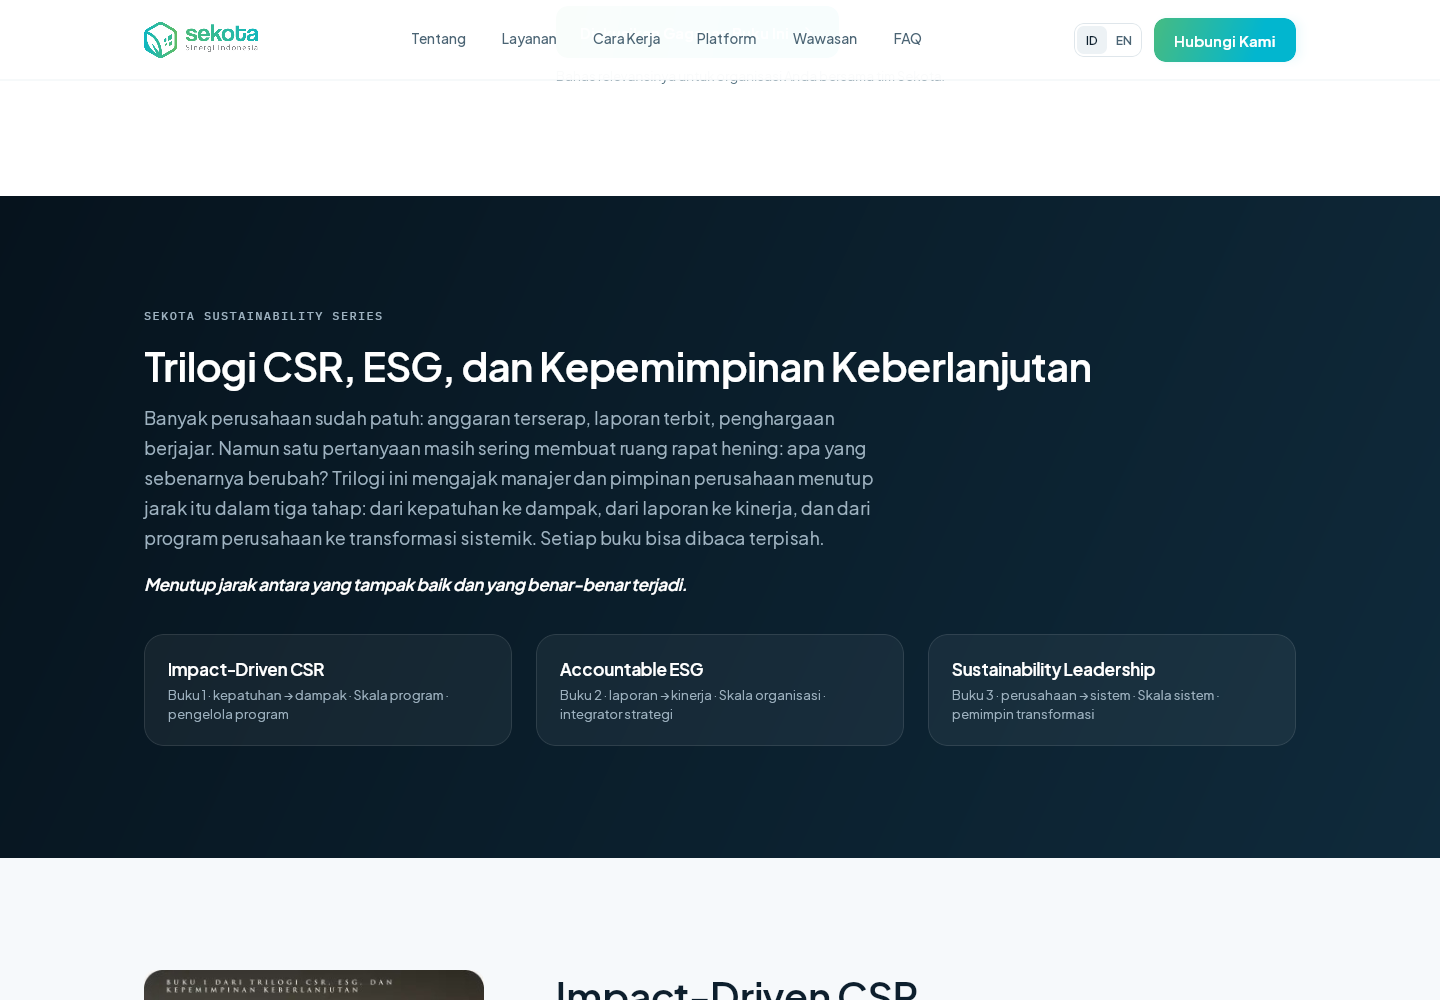 sekota
Sinergi Indonesia
Tentang
Layanan
Cara Kerja
Platform
Wawasan
FAQ
ID
EN
Hubungi Kami
SEKOTA SUSTAINABILITY SERIES
Trilogi CSR, ESG, dan Kepemimpinan Keberlanjutan
Banyak perusahaan sudah patuh: anggaran terserap, laporan terbit, penghargaan
berjajar. Namun satu pertanyaan masih sering membuat ruang rapat hening: apa yang
sebenarnya berubah? Trilogi ini mengajak manajer dan pimpinan perusahaan menutup
jarak itu dalam tiga tahap: dari kepatuhan ke dampak, dari laporan ke kinerja, dan dari
program perusahaan ke transformasi sistemik. Setiap buku bisa dibaca terpisah.
Menutup jarak antara yang tampak baik dan yang benar-benar terjadi.
Impact-Driven CSR
Buku 1 · kepatuhan → dampak · Skala program ·
pengelola program
Accountable ESG
Buku 2 · laporan → kinerja · Skala organisasi ·
integrator strategi
Sustainability Leadership
Buku 3 · perusahaan → sistem · Skala sistem ·
pemimpin transformasi
BUKU 1 DARI TRILOGI CSR, ESG, DAN
KEPEMIMPINAN KEBERLANJUTAN
Impact-Driven CSR